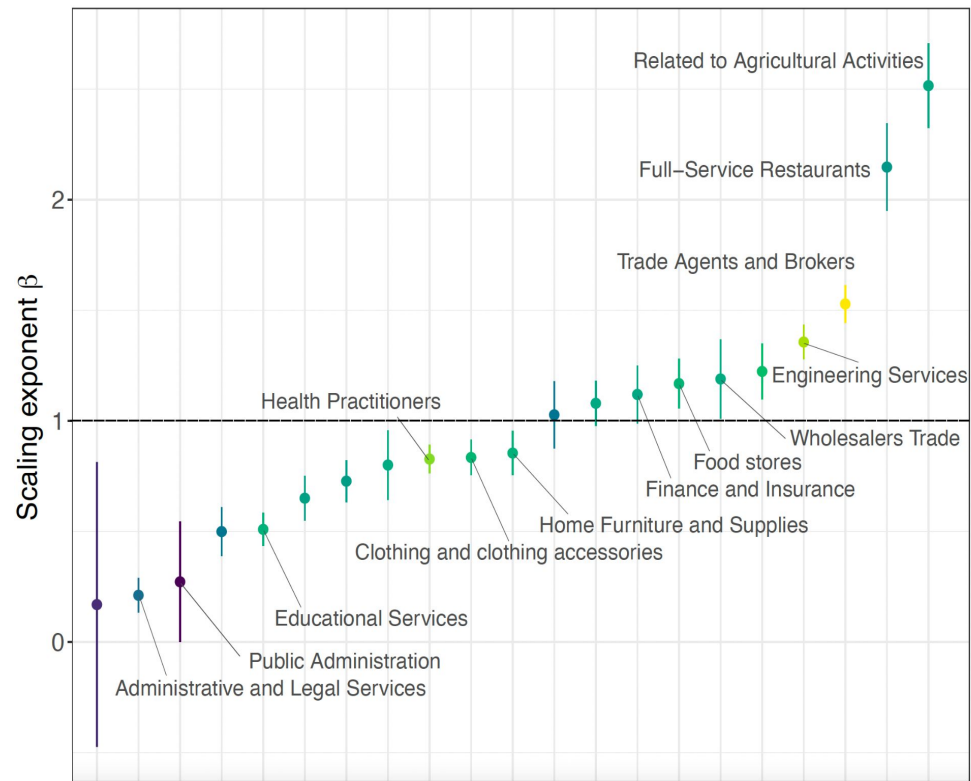 Related to Agricultural Activities
Full−Service Restaurants
2
Trade Agents and Brokers
Scaling exponent β
Engineering Services
Health Practitioners
1
Wholesalers Trade
Food stores
Finance and Insurance
Home Furniture and Supplies
Clothing and clothing accessories
Educational Services
0
Public Administration
Administrative and Legal Services